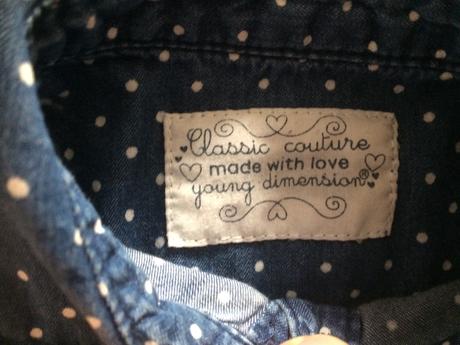 Classic couture
made with love
young dimension®